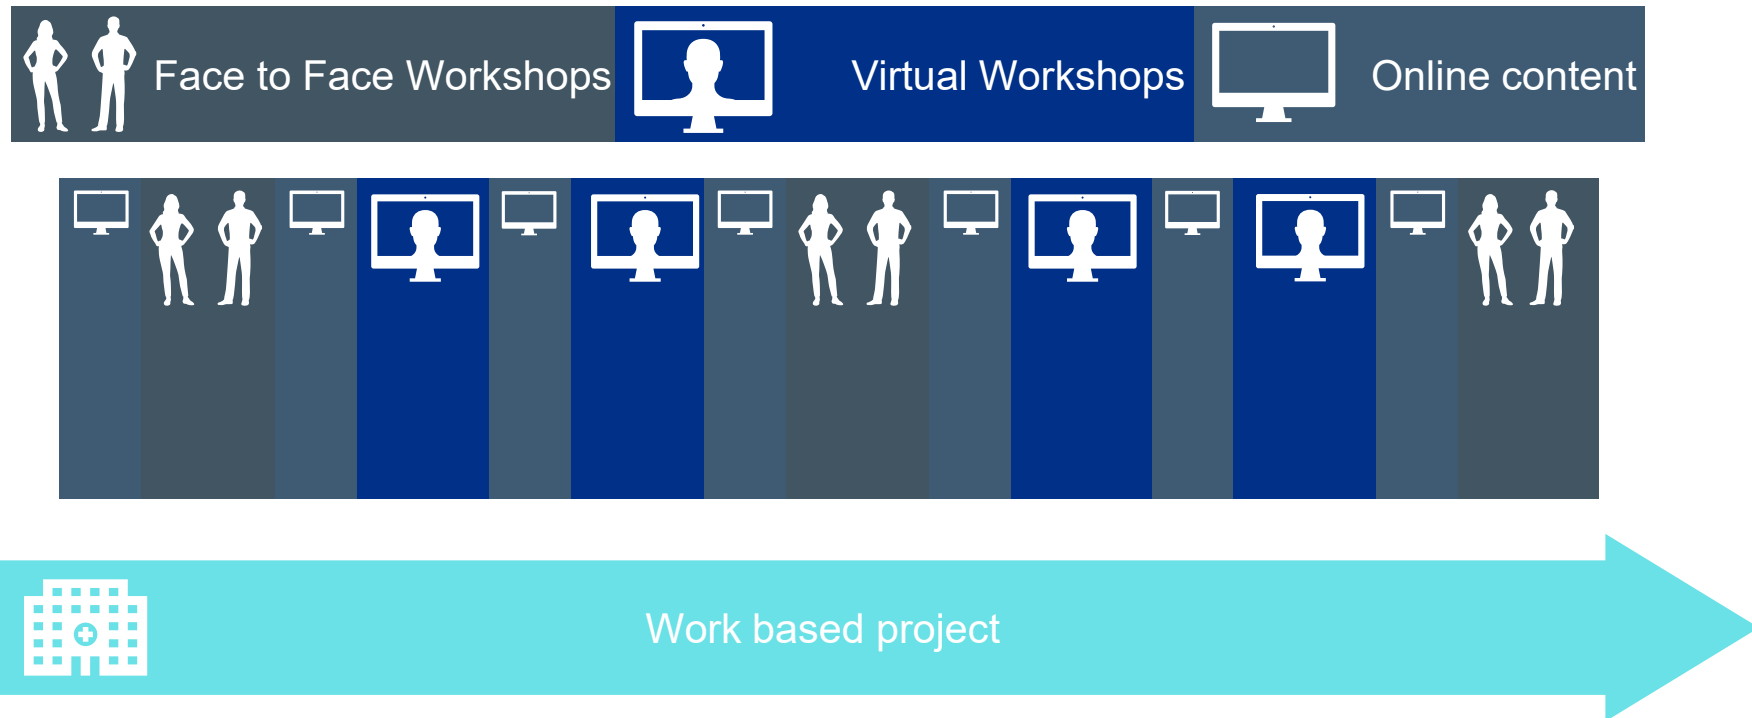 Face to Face Workshops
Virtual Workshops
Online content
Work based project